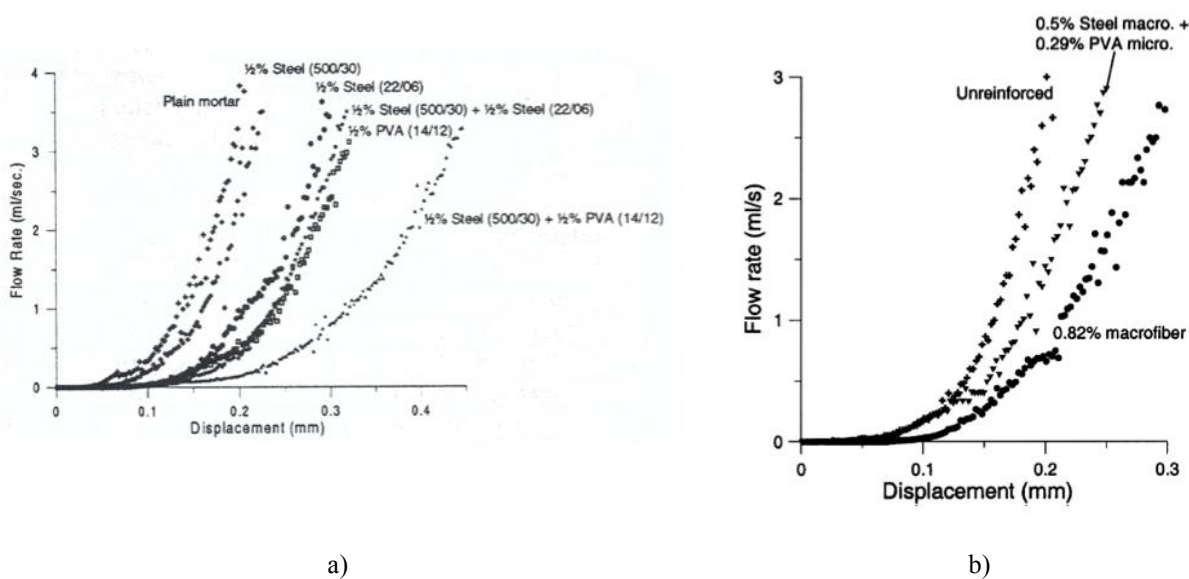 4
3
2
1
0
Flow Rate (ml/sec.)
0
0.1
0.2
0.3
0.4
Displacement (mm)
½% Steel (500/30)
Plain mortar
½% Steel (22/06)
½% Steel (500/30) + ½% Steel (22/06)
½% PVA (14/12)
½% Steel (500/30) + ½% PVA (14/12)
a)
0.5% Steel macro. +
0.29% PVA micro.
Unreinforced
0.82% macrofiber
3
2
1
0
Flow rate (ml/s)
0
0.1
0.2
0.3
Displacement (mm)
b)